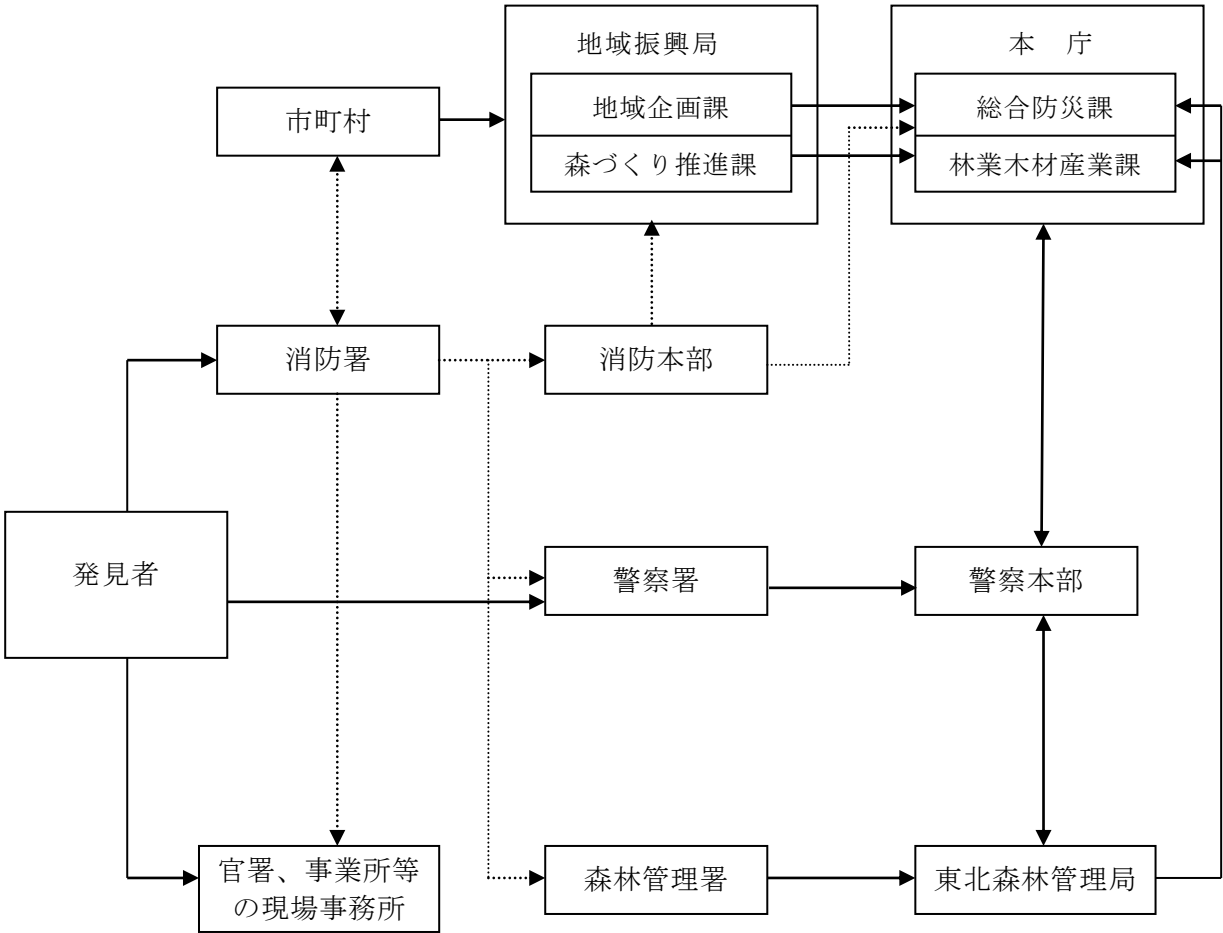 地域振興局
本　庁
市町村
地域企画課
総合防災課
森づくり推進課
林業木材産業課
消防署
消防本部
発見者
警察署
警察本部
官署、事業所等
の現場事務所
森林管理署
東北森林管理局